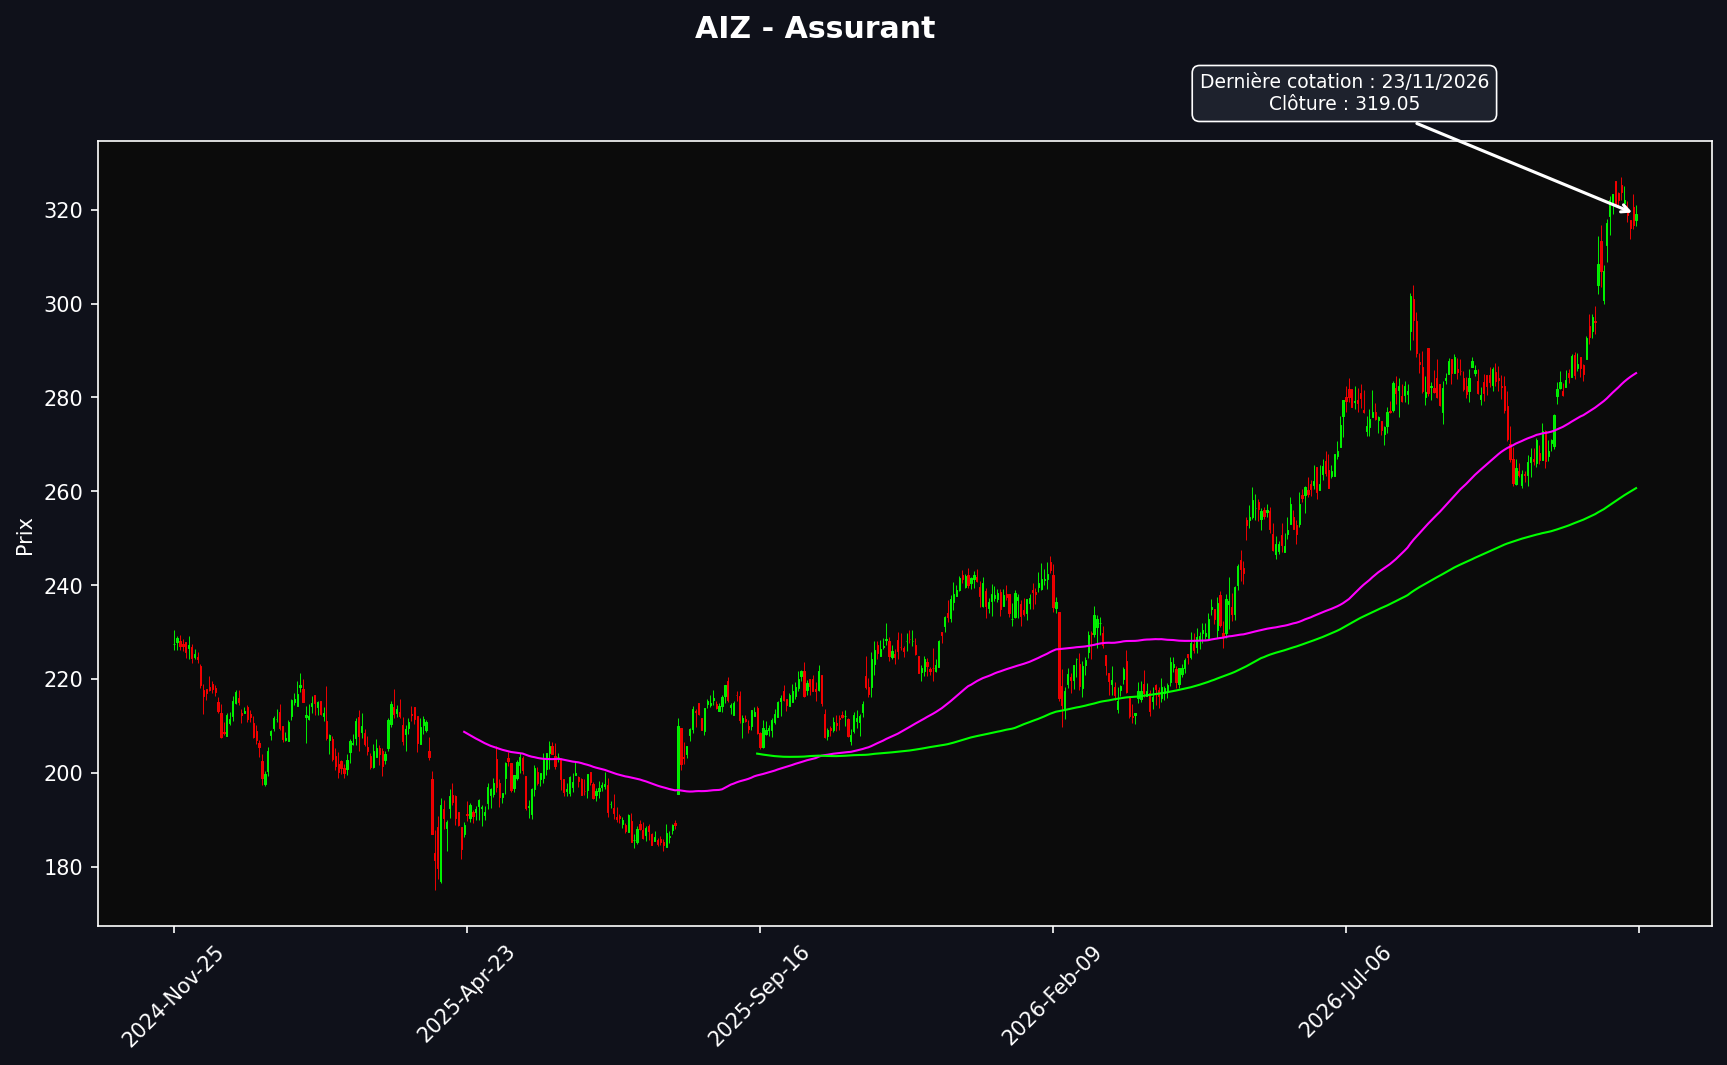 AIZ - Assurant
Dernière cotation : 23/11/2026
Clôture : 319.05
Prix
320
300
280
260
240
220
200
180
2024-Nov-25
2025-Apr-23
2025-Sep-16
2026-Feb-09
2026-Jul-06